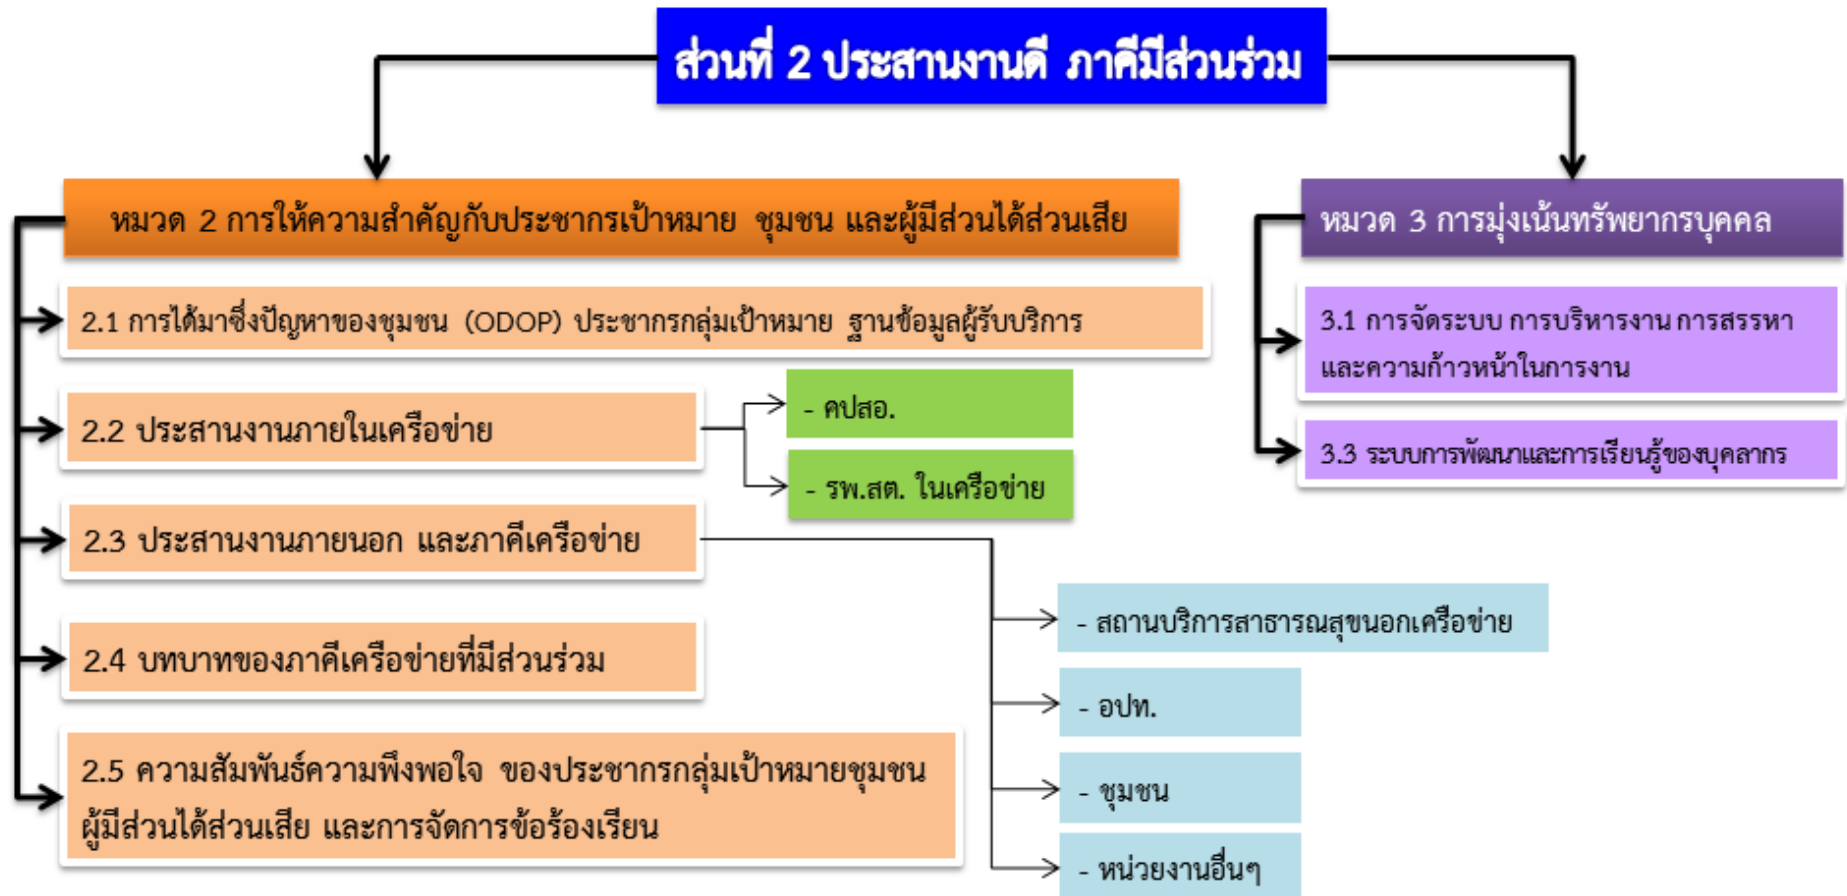 ส่วนที่ 2 ประสานงานดี ภาคีมีส่วนร่วม
หมวด 2 การให้ความสำคัญกับประชากรเป้าหมาย ชุมชน และผู้มีส่วนได้ส่วนเสีย
2.1 การได้มาซึ่งปัญหาของชุมชน (ODOP) ประชากรกลุ่มเป้าหมาย ฐานข้อมูลผู้รับบริการ
2.2 ประสานงานภายในเครือข่าย
- คปสอ.
- รพ.สต. ในเครือข่าย
2.3 ประสานงานภายนอก และภาคีเครือข่าย
- สถานบริการสาธารณสุขนอกเครือข่าย
- อปท.
- ชุมชน
- หน่วยงานอื่นๆ
2.4 บทบาทของภาคีเครือข่ายที่มีส่วนร่วม
2.5 ความสัมพันธ์ความพึงพอใจ ของประชากรกลุ่มเป้าหมายชุมชน
ผู้มีส่วนได้ส่วนเสีย และการจัดการข้อร้องเรียน
หมวด 3 การมุ่งเน้นทรัพยากรบุคคล
3.1 การจัดระบบ การบริหารงาน การสรรหา
และความก้าวหน้าในการงาน
3.3 ระบบการพัฒนาและการเรียนรู้ของบุคลากร